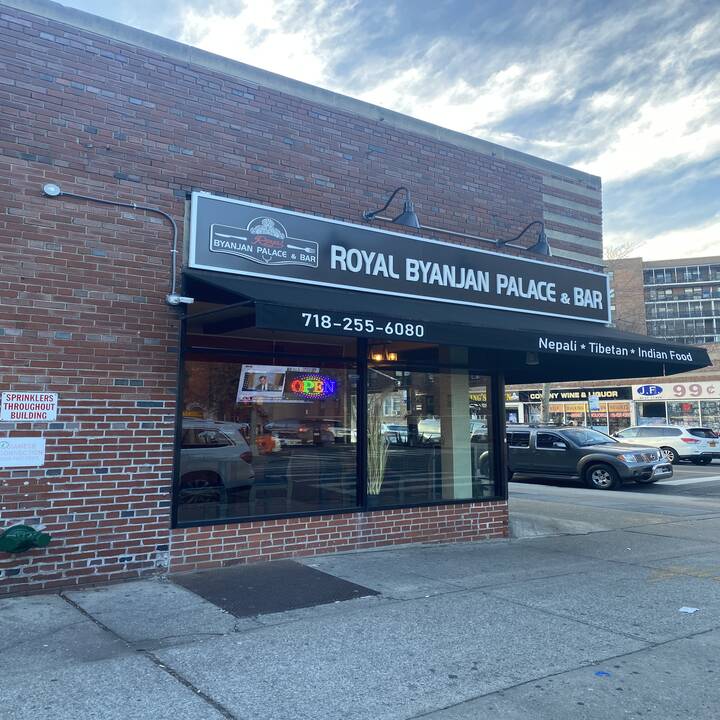 Royal
BYANJAN PALACE & BAR
ROYAL BYANJAN PALACE & BAR
718-255-6080
Nepali * Tibetan * Indian Food
OPEN
SPRINKLERS
THROUGHOUT
BUILDING
WINE & LIQUOR
J.F.
99¢